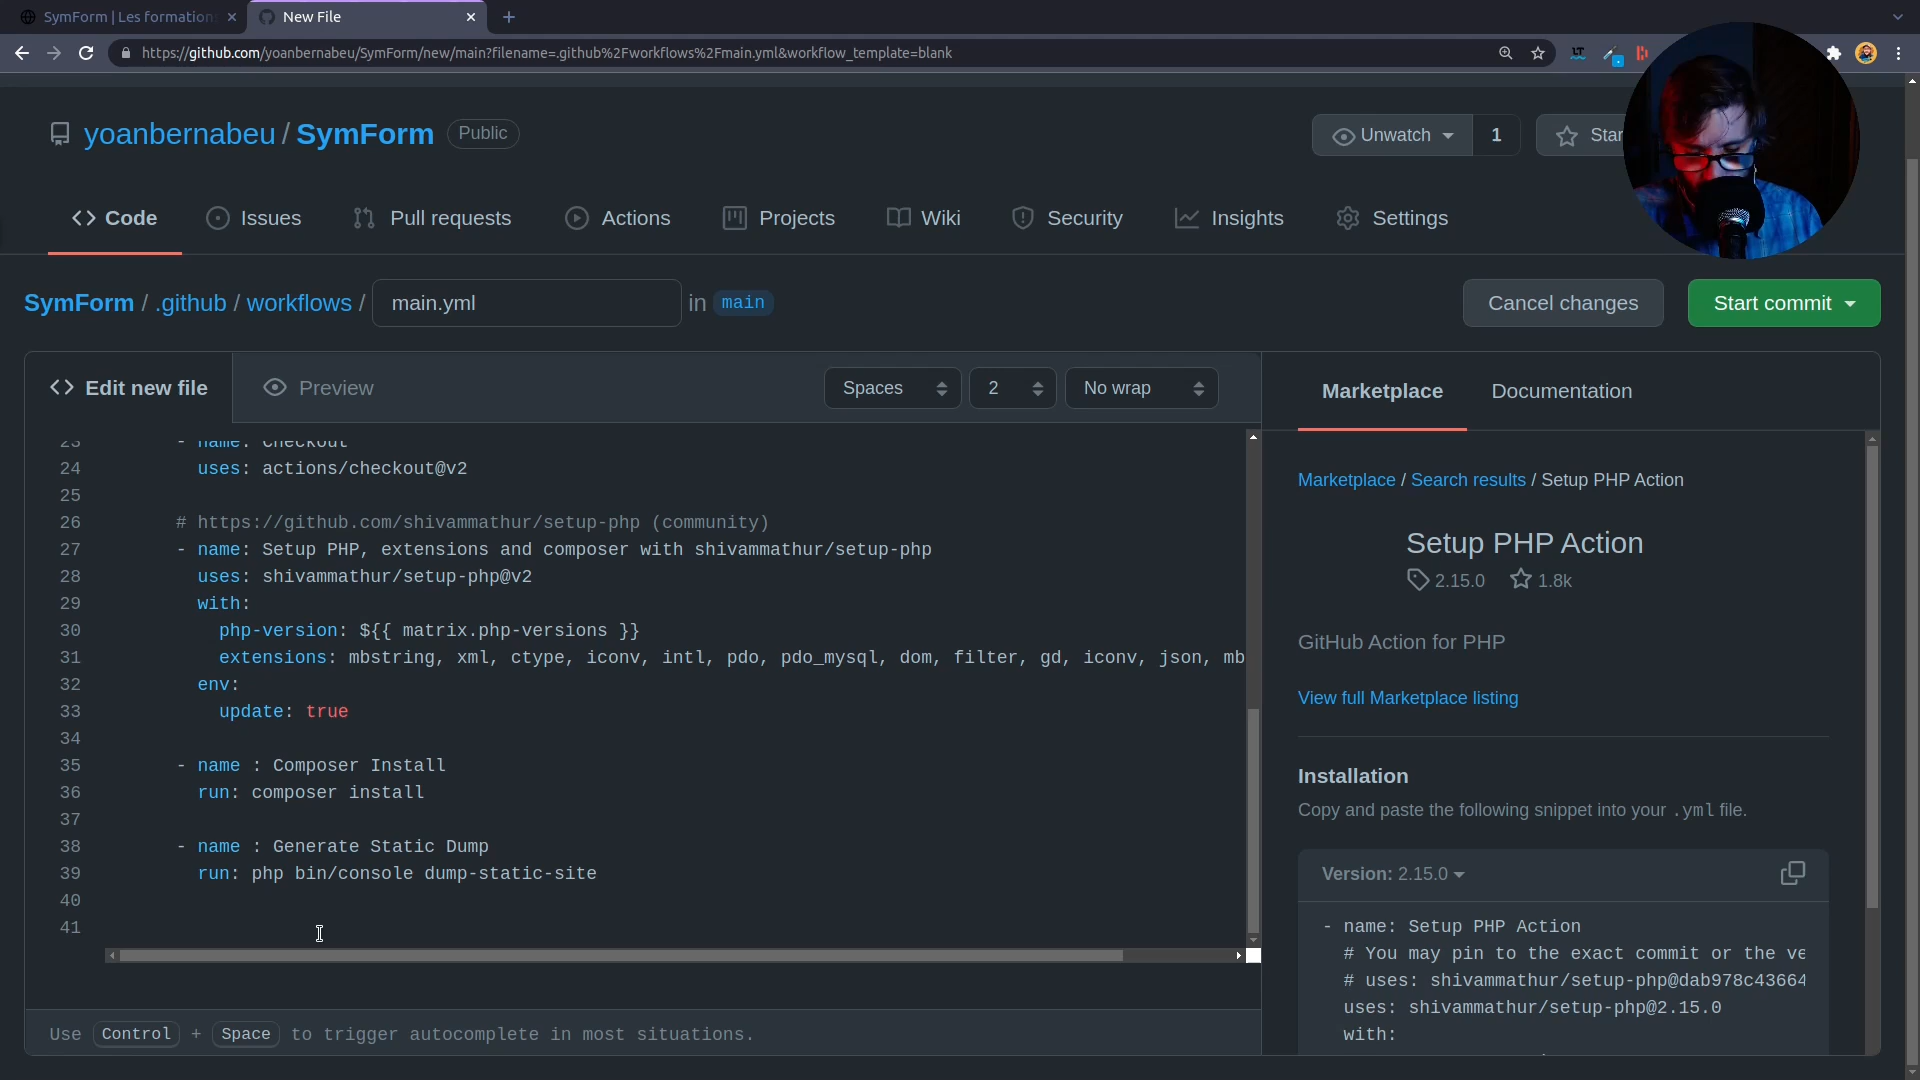 SymForm | Les formation
New File
https://github.com/yoanbernabeu/SymForm/new/main?filename=.github%2Fworkflows%2Fmain.yml&workflow_template=blank
LT
yoanbernabeu / SymForm Public
Unwatch 1 Star
Code Issues Pull requests Actions Projects Wiki Security Insights Settings
SymForm / .github / workflows / main.yml in main
Cancel changes Start commit
Edit new file Preview
Spaces 2 No wrap
23 - name: Checkout
24 uses: actions/checkout@v2
25
26 # https://github.com/shivammathur/setup-php (community)
27 - name: Setup PHP, extensions and composer with shivammathur/setup-php
28 uses: shivammathur/setup-php@v2
29 with:
30 php-version: ${{ matrix.php-versions }}
31 extensions: mbstring, xml, ctype, iconv, intl, pdo, pdo_mysql, dom, filter, gd, iconv, json, mb
32 env:
33 update: true
34
35 - name : Composer Install
36 run: composer install
37
38 - name : Generate Static Dump
39 run: php bin/console dump-static-site
40
41
Use Control + Space to trigger autocomplete in most situations.
Marketplace Documentation
Marketplace / Search results / Setup PHP Action
Setup PHP Action
2.15.0 1.8k
GitHub Action for PHP
View full Marketplace listing
Installation
Copy and paste the following snippet into your .yml file.
Version: 2.15.0
- name: Setup PHP Action
# You may pin to the exact commit or the ve
# uses: shivammathur/setup-php@dab978c43664
uses: shivammathur/setup-php@2.15.0
with: